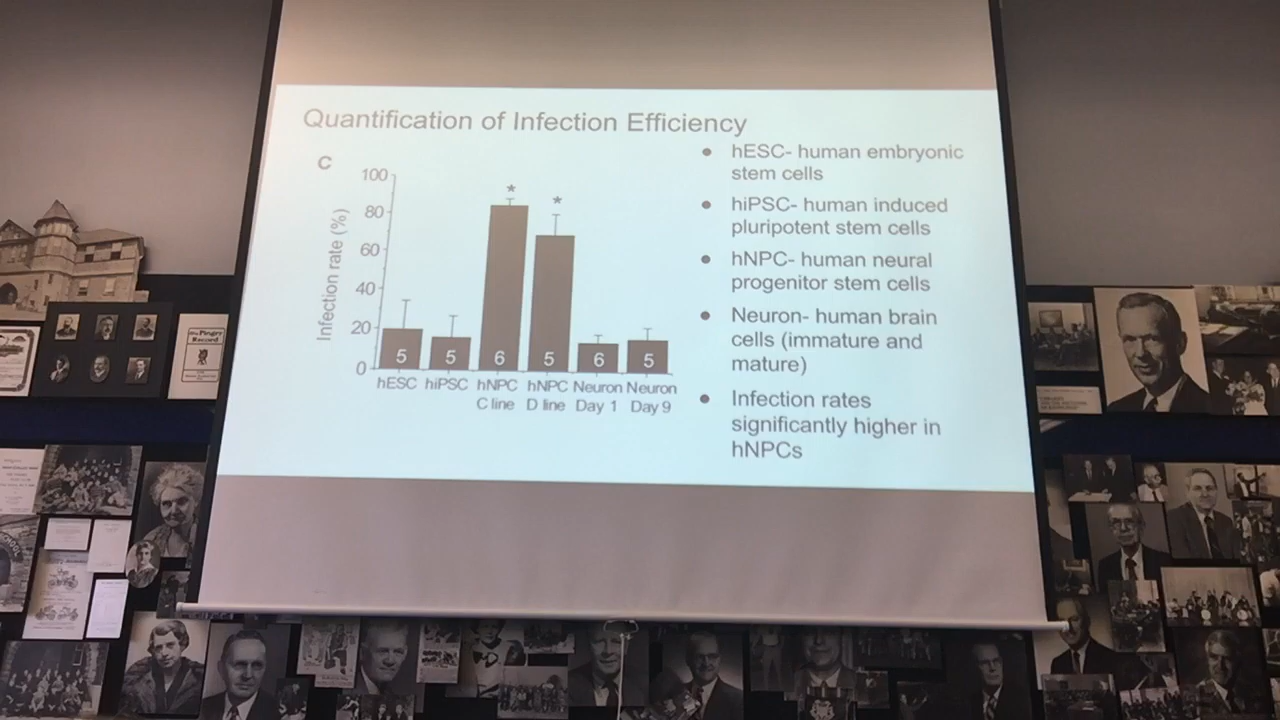 Quantification of Infection Efficiency
C
Infection rate (%)
100
80
60
40
20
0
*
*
5
5
6
5
6
5
hESC
hiPSC
hNPC
C line
hNPC
D line
Neuron
Day 1
Neuron
Day 9
● hESC- human embryonic
stem cells
● hiPSC- human induced
pluripotent stem cells
● hNPC- human neural
progenitor stem cells
● Neuron- human brain
cells (immature and
mature)
● Infection rates
significantly higher in
hNPCs
Pingry
Record